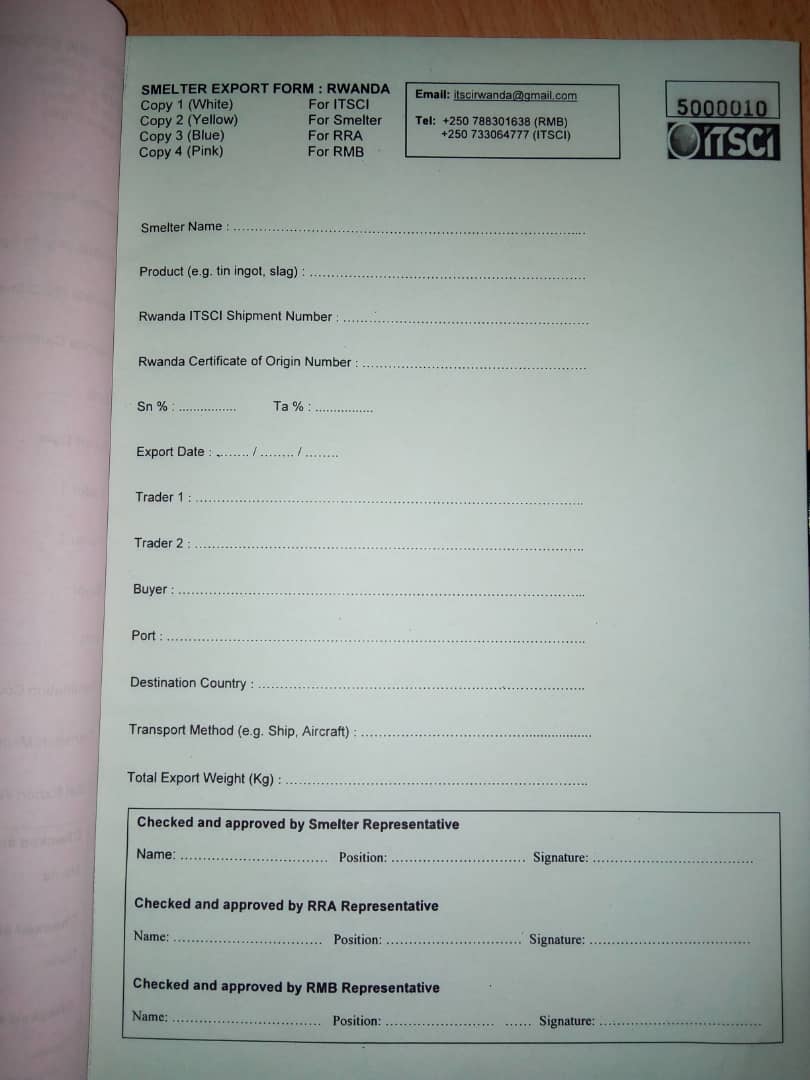 SMELTER EXPORT FORM : RWANDA
Copy 1 (White) For ITSCI
Copy 2 (Yellow) For Smelter
Copy 3 (Blue) For RRA
Copy 4 (Pink) For RMB
Email: itscirwanda@gmail.com
Tel: +250 788301638 (RMB)
+250 733064777 (ITSCI)
5000010
iTSCi
Smelter Name : ........................................
Product (e.g. tin ingot, slag) : ........................................
Rwanda ITSCI Shipment Number : ........................................
Rwanda Certificate of Origin Number : ........................................
Sn % : ............... Ta % : ...............
Export Date : ........ / ........ / ........
Trader 1 : ........................................
Trader 2 : ........................................
Buyer : ........................................
Port : ........................................
Destination Country : ........................................
Transport Method (e.g. Ship, Aircraft) : ........................................
Total Export Weight (Kg) : ........................................
Checked and approved by Smelter Representative
Name: .............................. Position: .............................. Signature: ..............................
Checked and approved by RRA Representative
Name: .............................. Position: .............................. Signature: ..............................
Checked and approved by RMB Representative
Name: .............................. Position: .............................. Signature: ..............................